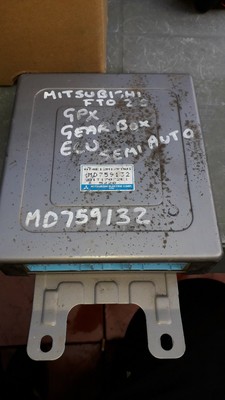 MITSUBISHI
FTO 2.0
GPX
GEAR BOX
ECU SEMI AUTO
MD759132
MD759132